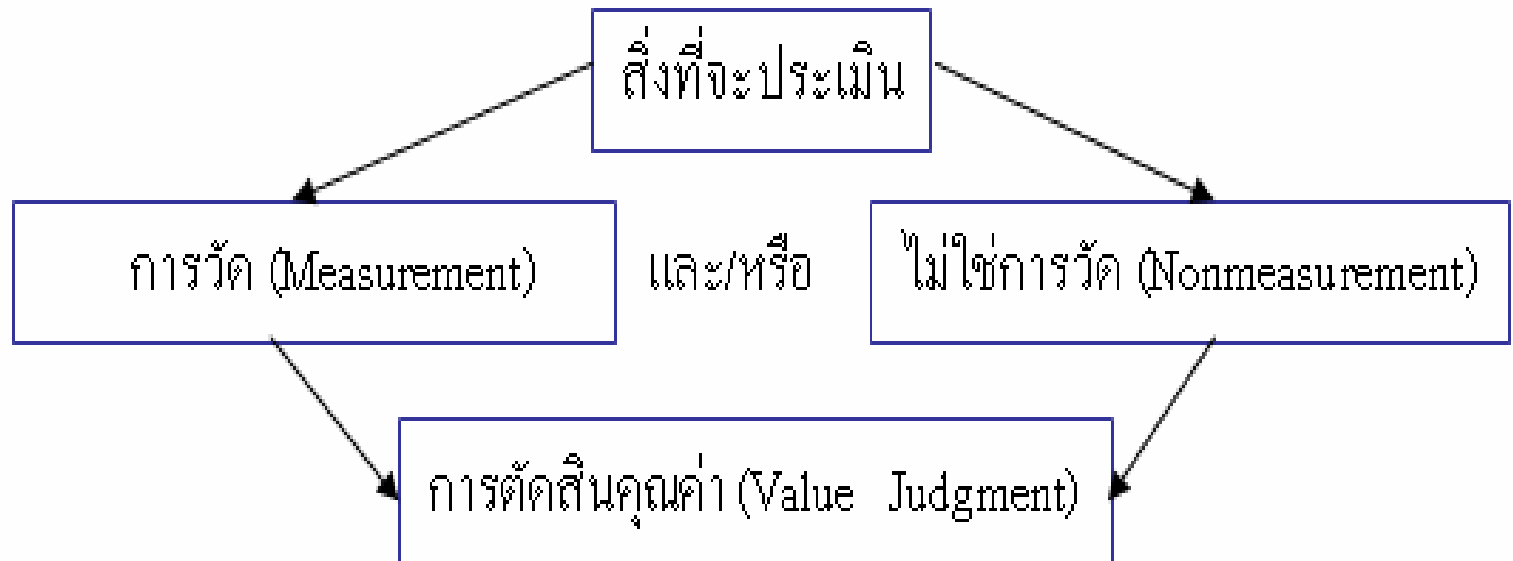 สิ่งที่จะประเมิน
การวัด (Measurement) และ/หรือ ไม่ใช่การวัด (Nonmeasurement)
การตัดสินคุณค่า (Value Judgment)